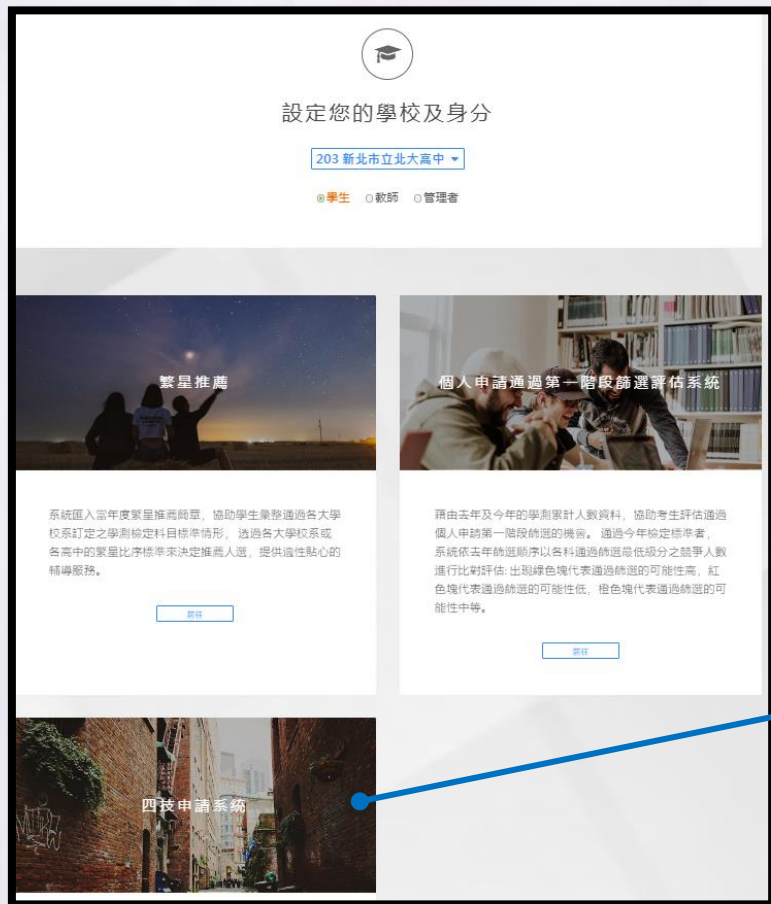 設定您的學校及身分
203 新北市立北大高中
學生 教師 管理者
繁星推薦
個人申請通過第一階段篩選評估系統
系統匯入當年度繁星推薦簡章，協助學生彙整通過各大學
校系訂定之學測檢定科目標準情形， 透過各大學校系或
各高中的繁星比序標準來決定推薦人選，提供適性貼心的
輔導服務。
藉由去年及今年的學測累計人數資料，協助考生評估通過
個人申請第一階段篩選的機會。 通過今年檢定標準者，
系統依去年篩選順序以各科通過篩選最低級分之競爭人數
進行比對評估: 出現綠色塊代表通過篩選的可能性高，紅
色塊代表通過篩選的可能性低，橙色塊代表通過篩選的可
能性中等。
前往
前往
四技申請系統